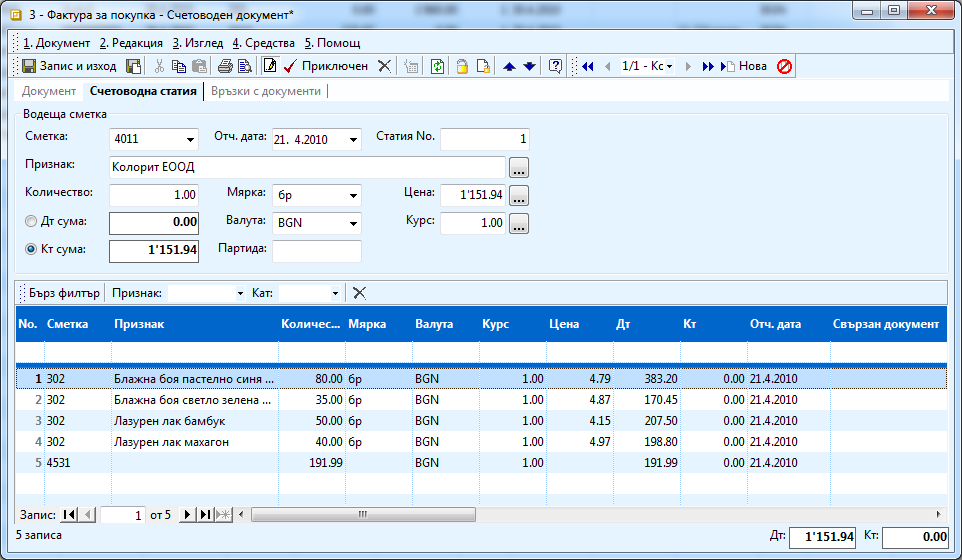 3 - Фактура за покупка - Счетоводен документ*
1. Документ 2. Редакция 3. Изглед 4. Средства 5. Помощ
Запис и изход Приключен 1/1 - Кс Нова
Документ Счетоводна статия Връзки с документи
Водеща сметка
Сметка: 4011 Отч. дата: 21. 4.2010 Статия No. 1
Признак: Колорит ЕООД ...
Количество: 1.00 Мярка: бр Цена: 1'151.94 ...
Дт сума: 0.00 Валута: BGN Курс: 1.00 ...
Кт сума: 1'151.94 Партида:
Бърз филтър Признак: Кат:
No. Сметка Признак Количес... Мярка Валута Курс Цена Дт Кт Отч. дата Свързан документ
1 302 Блажна боя пастелно синя ... 80.00 бр BGN 1.00 4.79 383.20 0.00 21.4.2010
2 302 Блажна боя светло зелена ... 35.00 бр BGN 1.00 4.87 170.45 0.00 21.4.2010
3 302 Лазурен лак бамбук 50.00 бр BGN 1.00 4.15 207.50 0.00 21.4.2010
4 302 Лазурен лак махагон 40.00 бр BGN 1.00 4.97 198.80 0.00 21.4.2010
5 4531 191.99 BGN 1.00 191.99 0.00 21.4.2010
Запис: 1 от 5
5 записа Дт: 1'151.94 Кт: 0.00